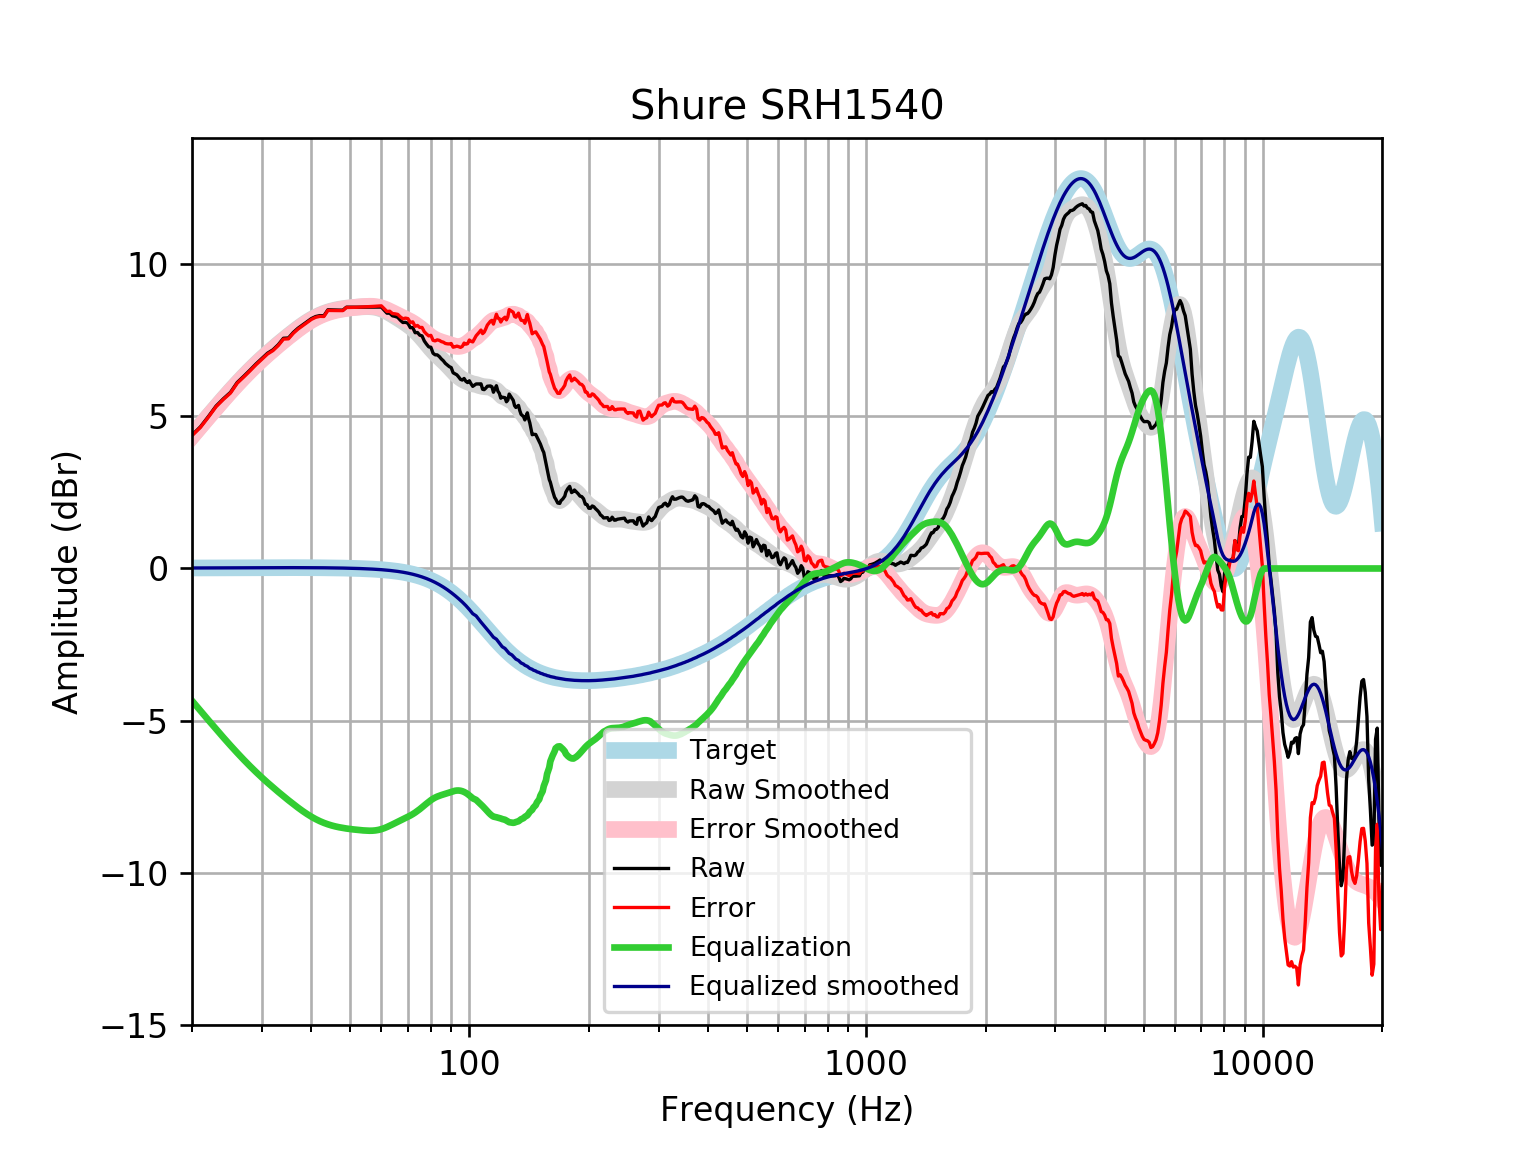 Shure SRH1540
Amplitude (dBr)
10
5
0
−5
−10
−15
Target
Raw Smoothed
Error Smoothed
Raw
Error
Equalization
Equalized smoothed
100
1000
10000
Frequency (Hz)